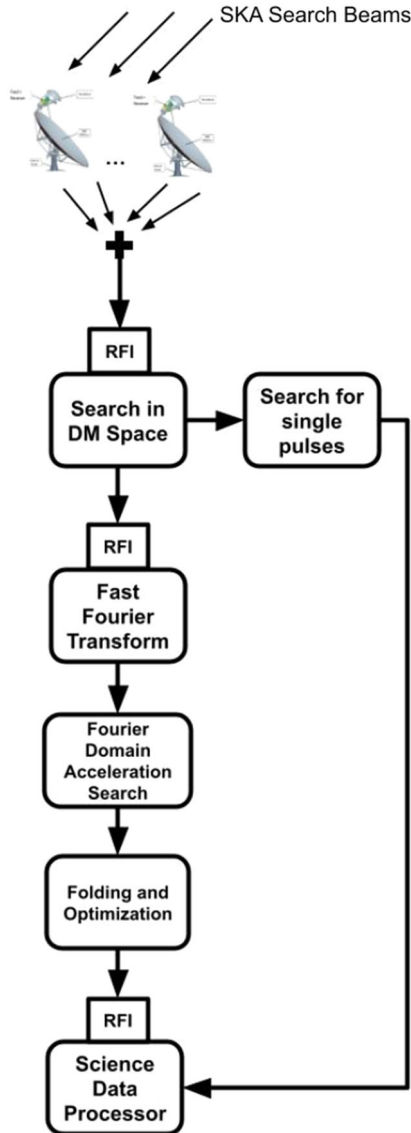 SKA Search Beams
...
RFI
Search in
DM Space
Search for
single
pulses
RFI
Fast
Fourier
Transform
Fourier
Domain
Acceleration
Search
Folding and
Optimization
RFI
Science
Data
Processor